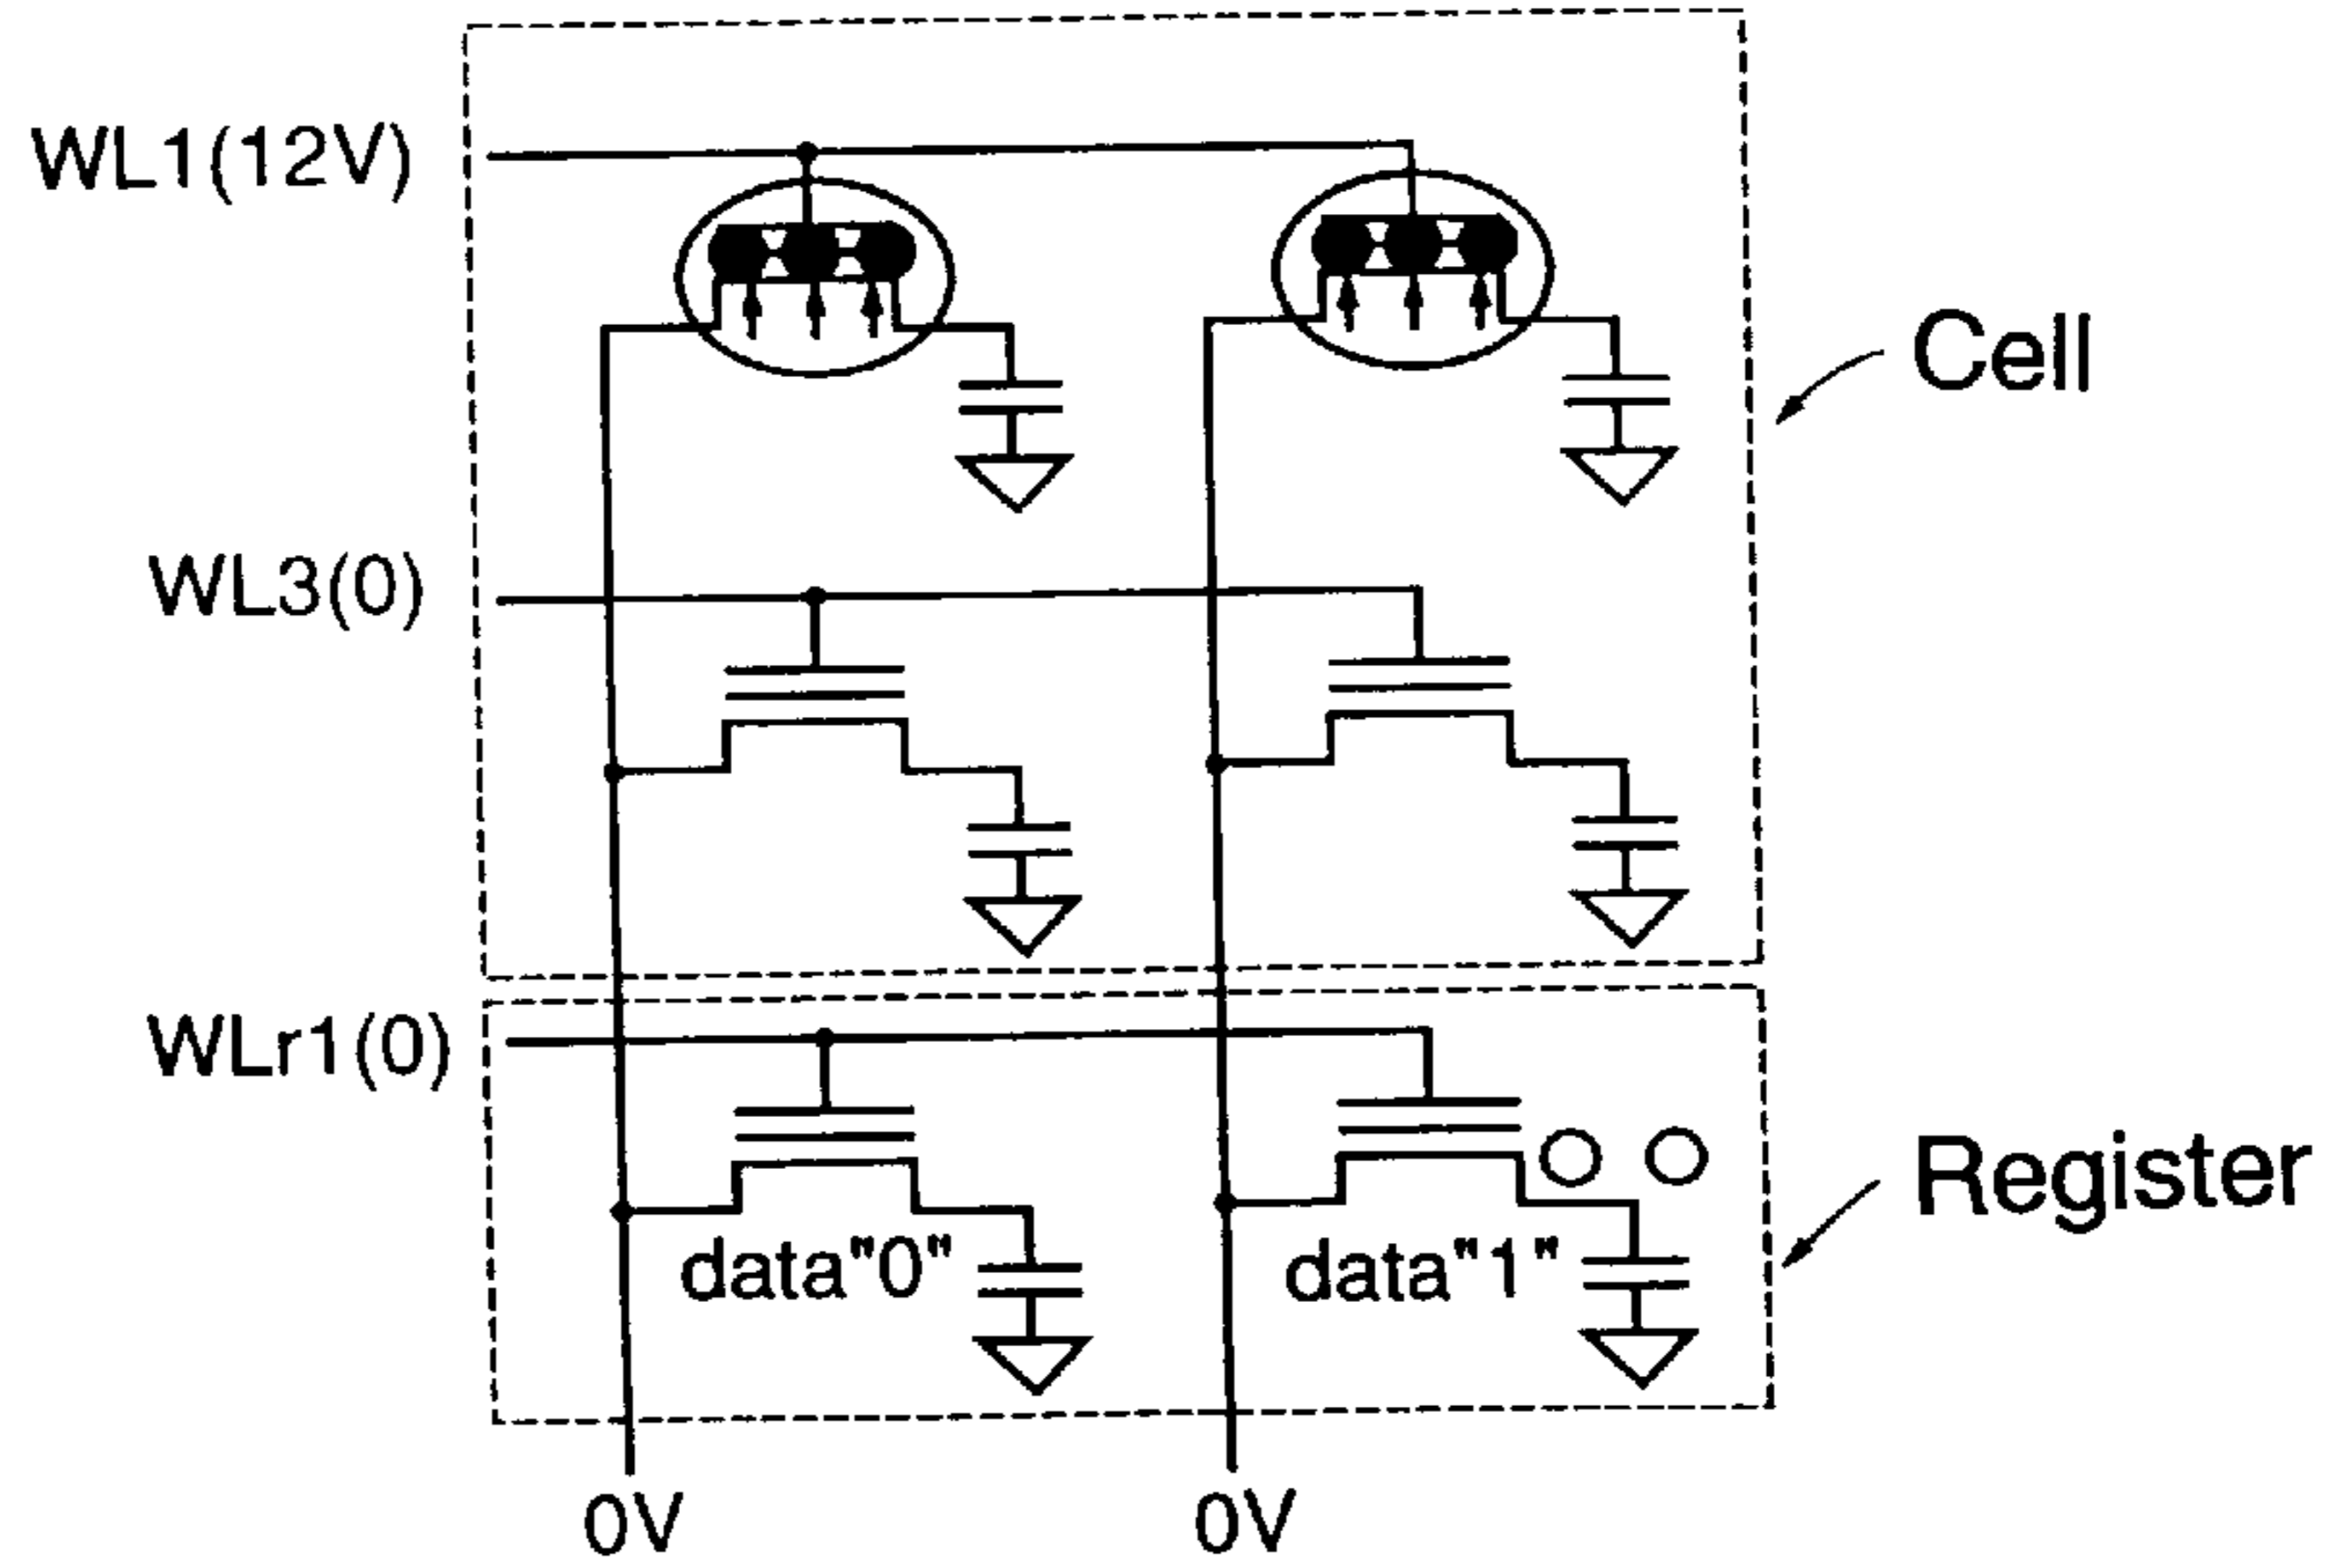 WL1(12V)
Cell
WL3(0)
WLr1(0)
Register
data"0"
data"1"
0V
0V